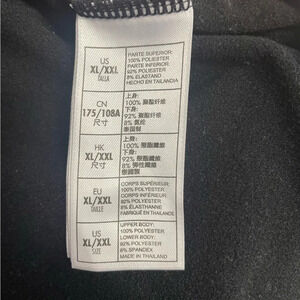 US
XL/XXL
TALLA
PARTE SUPERIOR:
100% POLYESTER
PARTE INFERIOR:
92% POLYESTER
8% ELASTANO
HECHO EN TAILANDIA
CN
175/108A
尺寸
上身:
100% 聚酯纤维
下身:
92% 聚酯纤维
8% 氨纶
泰国制
HK
XL/XXL
尺寸
上身:
100% 聚酯纖維
下身:
92% 聚酯纖維
8% 彈性纖維
泰國製
EU
XL/XXL
TAILLE
CORPS SUPÉRIEUR:
100% POLYESTER
CORPS INFÉRIEUR:
92% POLYESTER
8% ÉLASTHANNE
FABRIQUÉ EN THAÏLANDE
US
XL/XXL
SIZE
UPPER BODY:
100% POLYESTER
LOWER BODY:
92% POLYESTER
8% SPANDEX
MADE IN THAILAND